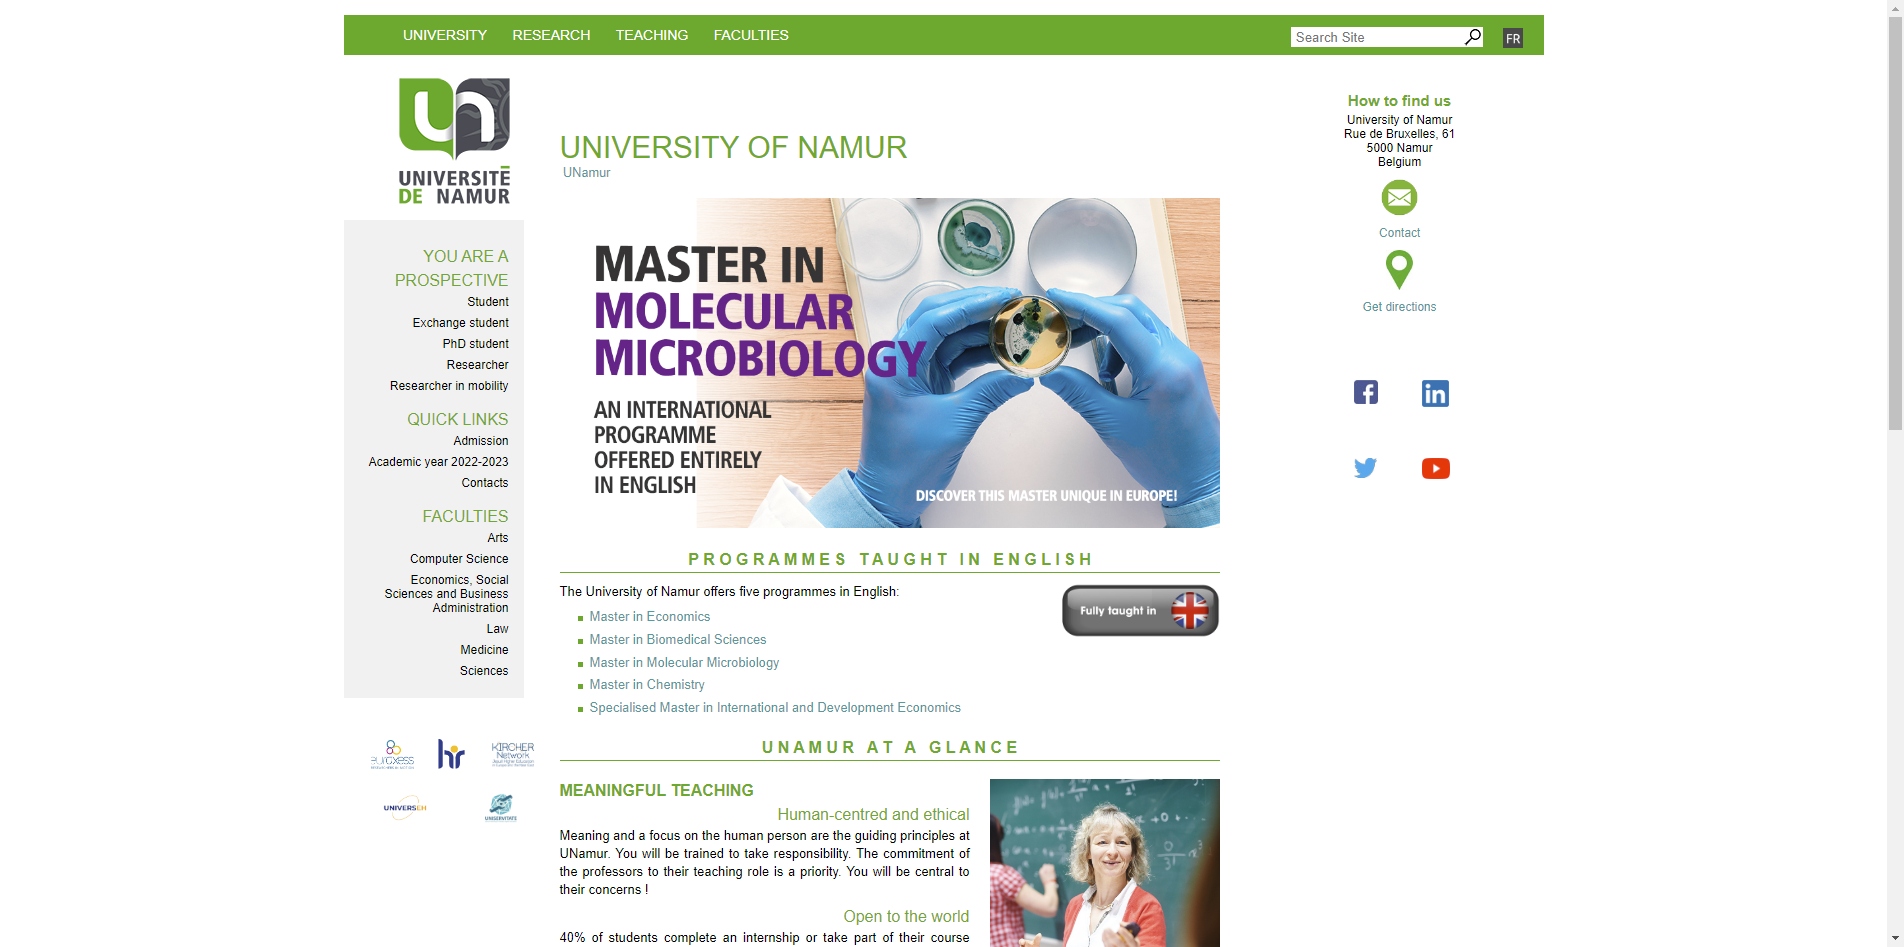 UNIVERSITY RESEARCH TEACHING FACULTIES
Search Site
FR
UNIVERSITÉ
DE NAMUR
YOU ARE A
PROSPECTIVE
Student
Exchange student
PhD student
Researcher
Researcher in mobility
QUICK LINKS
Admission
Academic year 2022-2023
Contacts
FACULTIES
Arts
Computer Science
Economics, Social
Sciences and Business
Administration
Law
Medicine
Sciences
euraxess
hr
KIRCHER
Network
UNIVERSEH
UNISERVITATE
UNIVERSITY OF NAMUR
UNamur
MASTER IN
MOLECULAR
MICROBIOLOGY
AN INTERNATIONAL
PROGRAMME
OFFERED ENTIRELY
IN ENGLISH
DISCOVER THIS MASTER UNIQUE IN EUROPE!
PROGRAMMES TAUGHT IN ENGLISH
The University of Namur offers five programmes in English:
Fully taught in
Master in Economics
Master in Biomedical Sciences
Master in Molecular Microbiology
Master in Chemistry
Specialised Master in International and Development Economics
UNAMUR AT A GLANCE
MEANINGFUL TEACHING
Human-centred and ethical
Meaning and a focus on the human person are the guiding principles at
UNamur. You will be trained to take responsibility. The commitment of
the professors to their teaching role is a priority. You will be central to
their concerns !
Open to the world
40% of students complete an internship or take part of their course
How to find us
University of Namur
Rue de Bruxelles, 61
5000 Namur
Belgium
Contact
Get directions